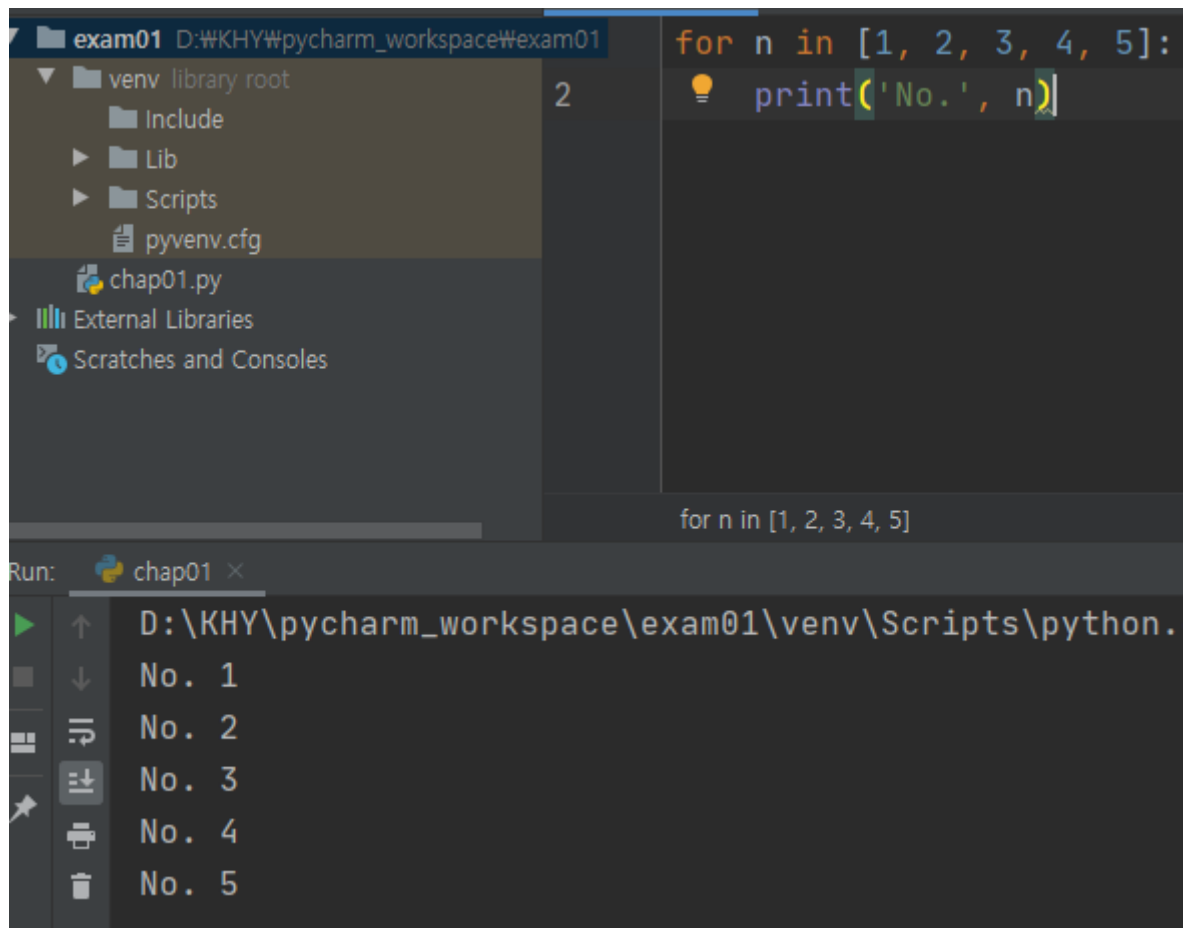 exam01 D:₩KHY₩pycharm_workspace₩exam01
venv library root
Include
Lib
Scripts
pyvenv.cfg
chap01.py
External Libraries
Scratches and Consoles
for n in [1, 2, 3, 4, 5]:
2 print('No.', n)
for n in [1, 2, 3, 4, 5]
Run: chap01
D:\KHY\pycharm_workspace\exam01\venv\Scripts\python.
No. 1
No. 2
No. 3
No. 4
No. 5